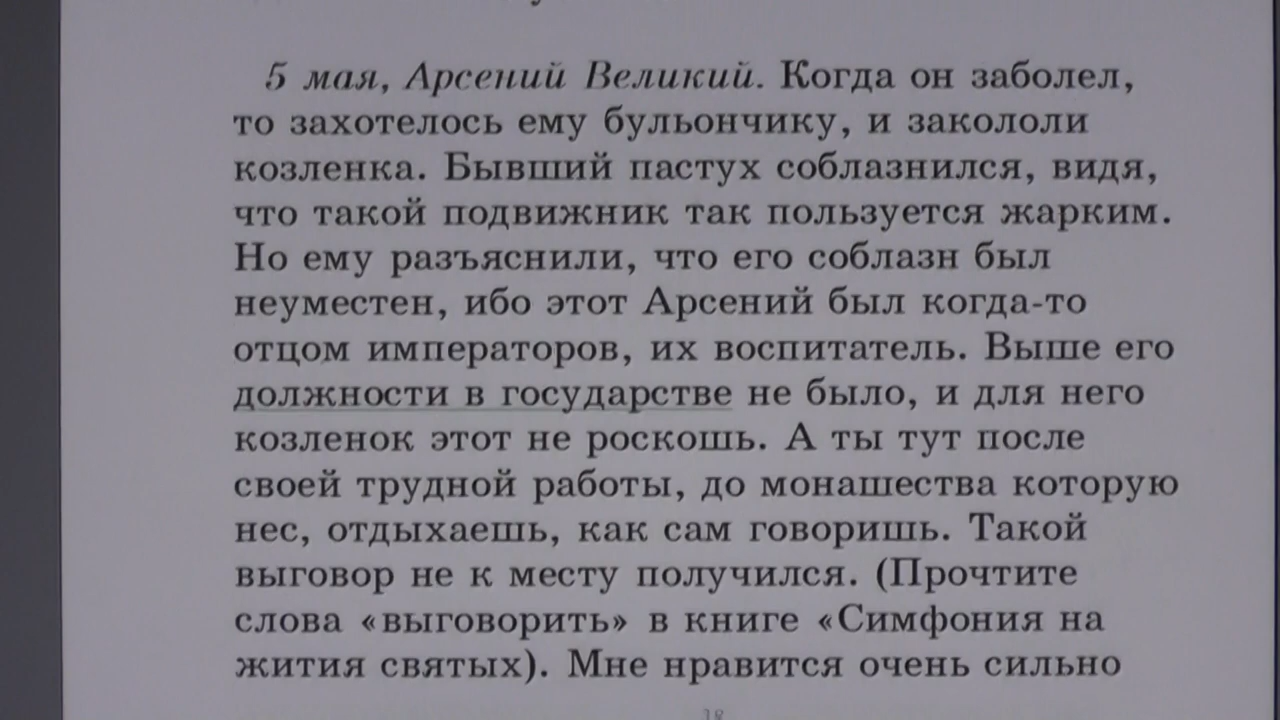 5 мая, Арсений Великий. Когда он заболел,
то захотелось ему бульончику, и закололи
козленка. Бывший пастух соблазнился, видя,
что такой подвижник так пользуется жарким.
Но ему разъяснили, что его соблазн был
неуместен, ибо этот Арсений был когда-то
отцом императоров, их воспитатель. Выше его
должности в государстве не было, и для него
козленок этот не роскошь. А ты тут после
своей трудной работы, до монашества которую
нес, отдыхаешь, как сам говоришь. Такой
выговор не к месту получился. (Прочтите
слова «выговорить» в книге «Симфония на
жития святых). Мне нравится очень сильно